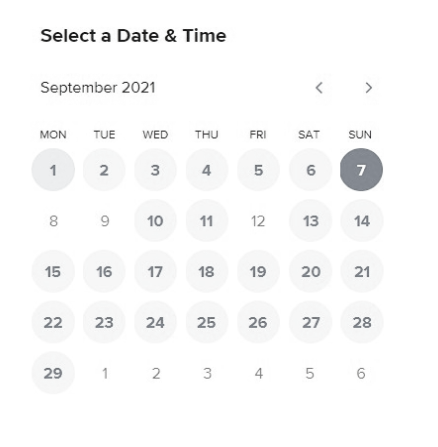 Select a Date & Time
September 2021
MON TUE WED THU FRI SAT SUN
1 2 3 4 5 6 7
8 9 10 11 12 13 14
15 16 17 18 19 20 21
22 23 24 25 26 27 28
29 1 2 3 4 5 6